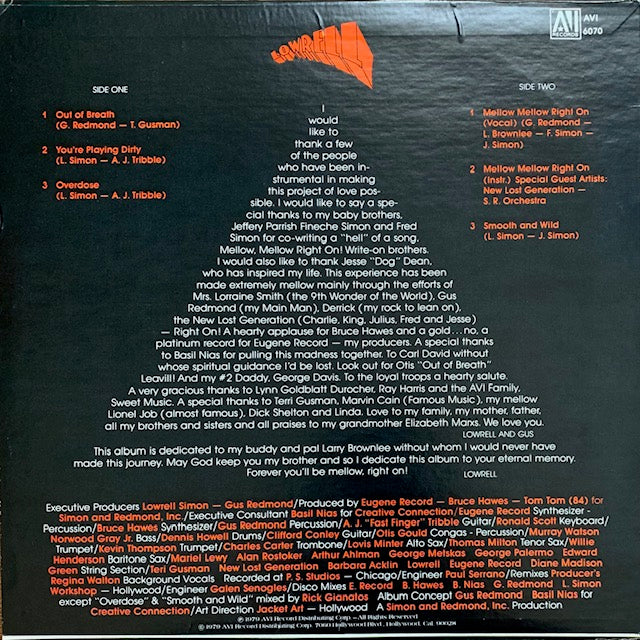 LOWRELL
AVI
RECORDS
AVI
6070
SIDE ONE
1 Out of Breath
(G. Redmond — T. Gusman)
2 You're Playing Dirty
(L. Simon — A. J. Tribble)
3 Overdose
(L. Simon — A. J. Tribble)
SIDE TWO
1 Mellow Mellow Right On
(Vocal) (G. Redmond —
L. Brownlee — F. Simon —
J. Simon)
2 Mellow Mellow Right On
(Instr.) Special Guest Artists:
New Lost Generation —
S. R. Orchestra
3 Smooth and Wild
(L. Simon — J. Simon)
I
would
like to
thank a few
of the people
who have been in-
strumental in making
this project of love pos-
sible. I would like to say a spe-
cial thanks to my baby brothers,
Jeffery Parrish Fineche Simon and Fred
Simon for co-writing a "hell" of a song,
Mellow, Mellow Right On! Write-on brothers.
I would also like to thank Jesse "Dog" Dean,
who has inspired my life. This experience has been
made extremely mellow mainly through the efforts of
Mrs. Lorraine Smith (the 9th Wonder of the World), Gus
Redmond (my main Man), Derrick (my rock to lean on),
the New Lost Generation (Charlie, King, Julius, Fred and Jesse)
— Right On! A hearty applause for Bruce Hawes and a gold...no, a
platinum record for Eugene Record — my producers. A special thanks
to Basil Nias for pulling this madness together. To Carl David without
whose spiritual guidance I'd be lost. Look out for Otis "Out of Breath"
Leavill! And my #2 Daddy, George Davis. To the loyal troops a hearty salute.
A very gracious thanks to Lynn Goldblatt Durocher, Ray Harris and the AVI Family,
Sweet Music. A special thanks to Terri Gusman, Marvin Cain (Famous Music), my mellow
Lionel Job (almost famous), Dick Shelton and Linda. Love to my family, my mother, father,
all my brothers and sisters and all praises to my grandmother Elizabeth Marxs. We love you.
LOWRELL AND GUS
This album is dedicated to my buddy and pal Larry Brownlee without whom I would never have
made this journey. May God keep you my brother and so I dedicate this album to your eternal memory.
Forever you'll be mellow, right on! LOWRELL
Executive Producers Lowrell Simon — Gus Redmond/Produced by Eugene Record — Bruce Hawes — Tom Tom (84) for
Simon and Redmond, Inc./Executive Consultant Basil Nias for Creative Connection/Eugene Record Synthesizer -
Percussion/Bruce Hawes Synthesizer/Gus Redmond Percussion/A. J. "Fast Finger" Tribble Guitar/Ronald Scott Keyboard/
Norwood Gray Jr. Bass/Dennis Howell Drums/Clifford Conley Guitar/Otis Gould Congas - Percussion/Murray Watson
Trumpet/Kevin Thompson Trumpet/Charles Carter Trombone/Lovis Minter Alto Sax/Thomas Milton Tenor Sax/Willie
Henderson Baritone Sax/Mariel Lewy Alan Rostoker Arthur Ahlman George Metskas George Palermo Edward
Green String Section/Teri Gusman New Lost Generation Barbara Acklin Lowrell Eugene Record Diane Madison
Regina Walton Background Vocals Recorded at P. S. Studios — Chicago/Engineer Paul Serrano/Remixes Producer's
Workshop — Hollywood/Engineer Galen Senogles/Disco Mixes E. Record B. Hawes B. Nias G. Redmond L. Simon
except "Overdose" & "Smooth and Wild" mixed by Rick Gianatos Album Concept Gus Redmond Basil Nias for
Creative Connection/Art Direction Jacket Art — Hollywood A Simon and Redmond, Inc. Production
℗ 1979 AVI Record Distributing Corp. – All Rights Reserved
© 1979 AVI Record Distributing Corp. 7060 Hollywood Blvd., Hollywood, Cal. 90028